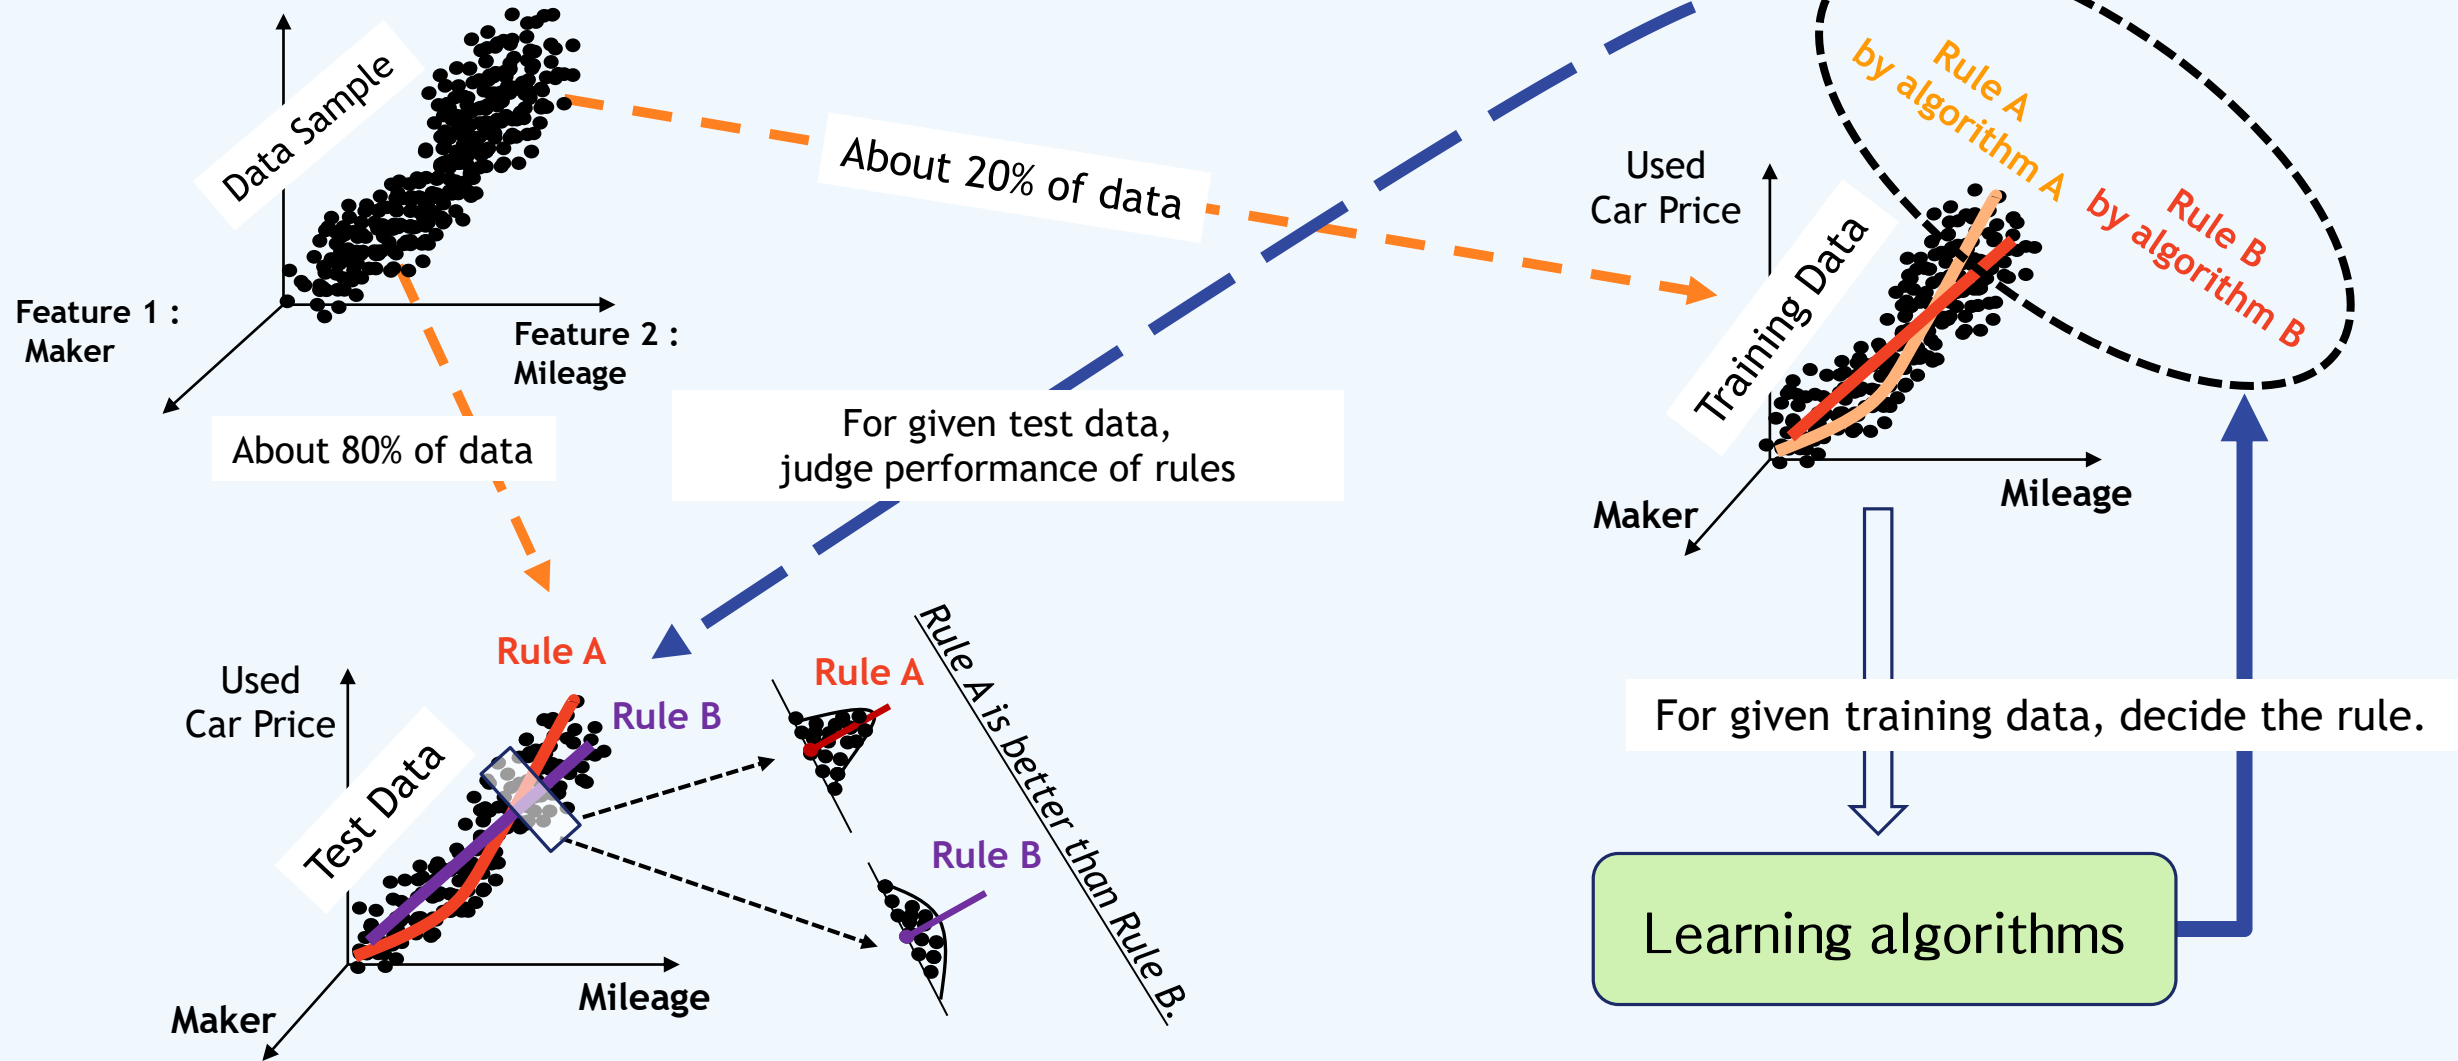 Data Sample
Feature 1 :
Maker
Feature 2 :
Mileage
About 20% of data
About 80% of data
For given test data,
judge performance of rules
Rule A
by algorithm A
Rule B
by algorithm B
Used
Car Price
Training Data
Mileage
Maker
For given training data, decide the rule.
Learning algorithms
Rule A
Rule B
Used
Car Price
Test Data
Mileage
Maker
Rule A
Rule B
Rule A is better than Rule B.